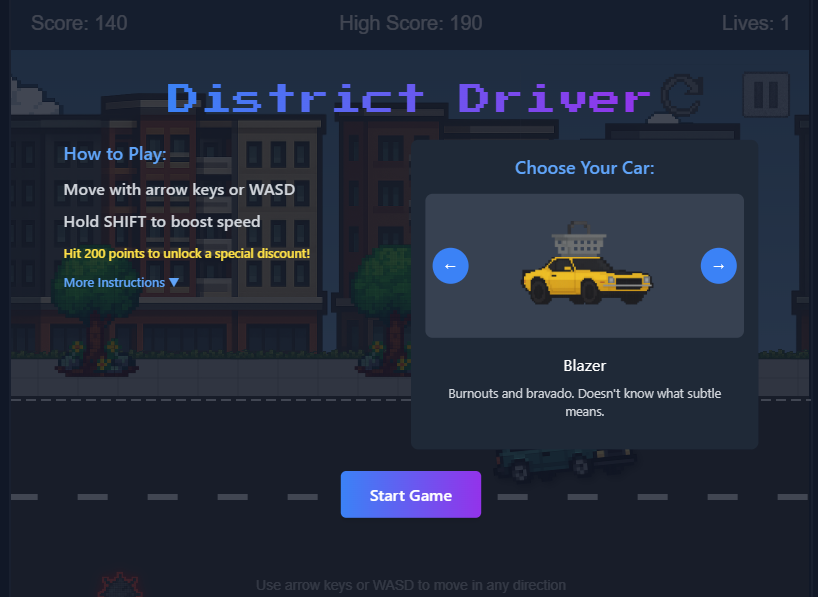 Score: 140
High Score: 190
Lives: 1
District Driver
How to Play:
Move with arrow keys or WASD
Hold SHIFT to boost speed
Hit 200 points to unlock a special discount!
More Instructions ▼
Choose Your Car:
←
→
Blazer
Burnouts and bravado. Doesn't know what subtle
means.
Start Game
Use arrow keys or WASD to move in any direction